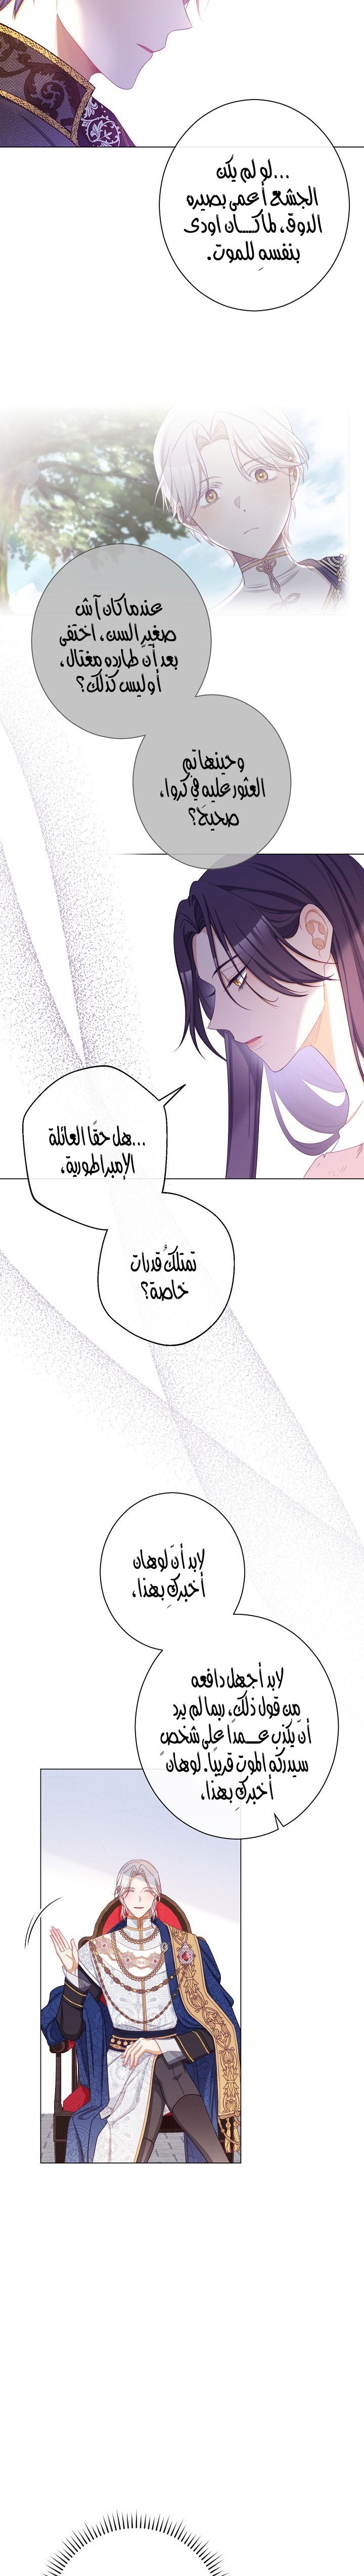 ...لو لم يكن
الجشع أعمى بصيره
الدوق، لما كان اودى
بنفسهِ للموت.
عندما كان آش
صغيرِ السن، اختفى
بعد أنّ طارده مغتال،
أوليس كذلك؟
وحينها تم
العثور عليه في كروا،
صحيحَ؟
...هل حقًا العائلة
الإمبراطورية،
تمتلكُ قدرات
خاصة؟
لابد أنّ لوهان
أخبركِ بهذا،
لابد أجهل دافعه
من قول ذلك، ربما لم يرد
أنّ يكذب عمدًا على شخصٍ
سيدركه الموت قريبًا. لوهانَ
أخبركِ بهذا،